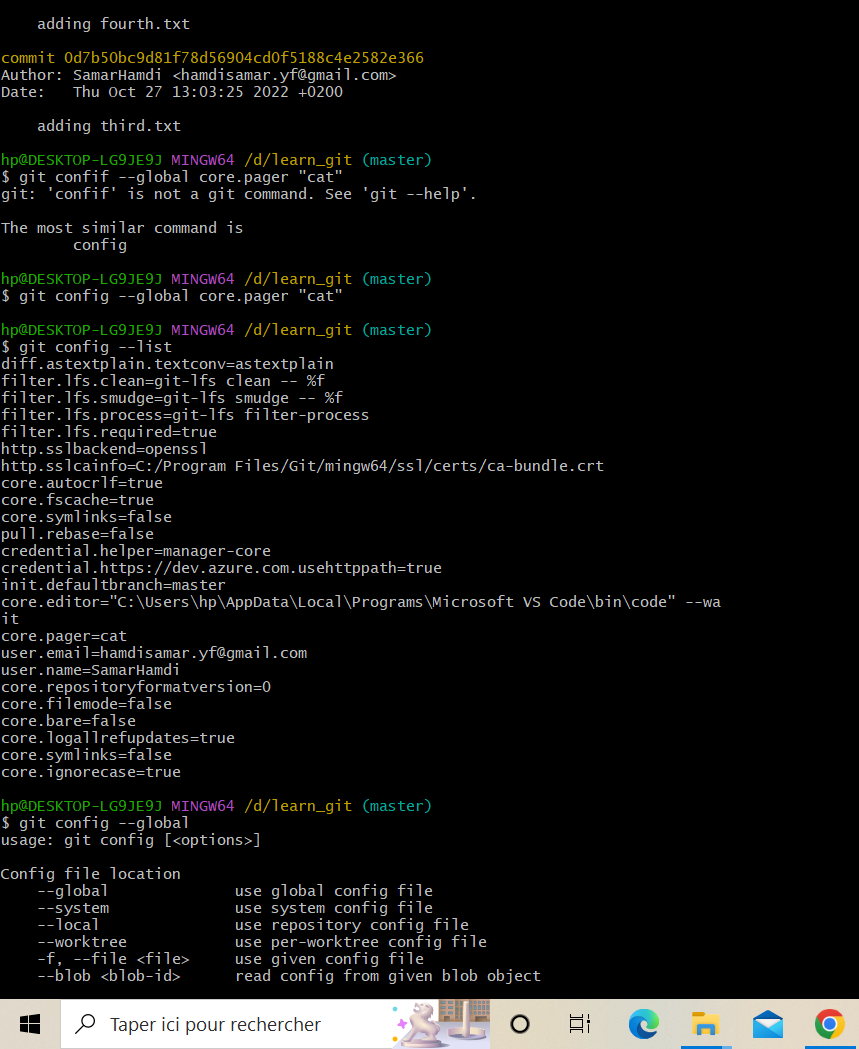 adding fourth.txt
commit 0d7b50bc9d81f78d56904cd0f5188c4e2582e366
Author: SamarHamdi <hamdisamar.yf@gmail.com>
Date:   Thu Oct 27 13:03:25 2022 +0200
    adding third.txt
hp@DESKTOP-LG9JE9J MINGW64 /d/learn_git (master)
$ git confif --global core.pager "cat"
git: 'confif' is not a git command. See 'git --help'.
The most similar command is
        config
hp@DESKTOP-LG9JE9J MINGW64 /d/learn_git (master)
$ git config --global core.pager "cat"
hp@DESKTOP-LG9JE9J MINGW64 /d/learn_git (master)
$ git config --list
diff.astextplain.textconv=astextplain
filter.lfs.clean=git-lfs clean -- %f
filter.lfs.smudge=git-lfs smudge -- %f
filter.lfs.process=git-lfs filter-process
filter.lfs.required=true
http.sslbackend=openssl
http.sslcainfo=C:/Program Files/Git/mingw64/ssl/certs/ca-bundle.crt
core.autocrlf=true
core.fscache=true
core.symlinks=false
pull.rebase=false
credential.helper=manager-core
credential.https://dev.azure.com.usehttppath=true
init.defaultbranch=master
core.editor="C:\Users\hp\AppData\Local\Programs\Microsoft VS Code\bin\code" --wa
it
core.pager=cat
user.email=hamdisamar.yf@gmail.com
user.name=SamarHamdi
core.repositoryformatversion=0
core.filemode=false
core.bare=false
core.logallrefupdates=true
core.symlinks=false
core.ignorecase=true
hp@DESKTOP-LG9JE9J MINGW64 /d/learn_git (master)
$ git config --global
usage: git config [<options>]
Config file location
    --global              use global config file
    --system              use system config file
    --local               use repository config file
    --worktree            use per-worktree config file
    -f, --file <file>     use given config file
    --blob <blob-id>      read config from given blob object
Taper ici pour rechercher